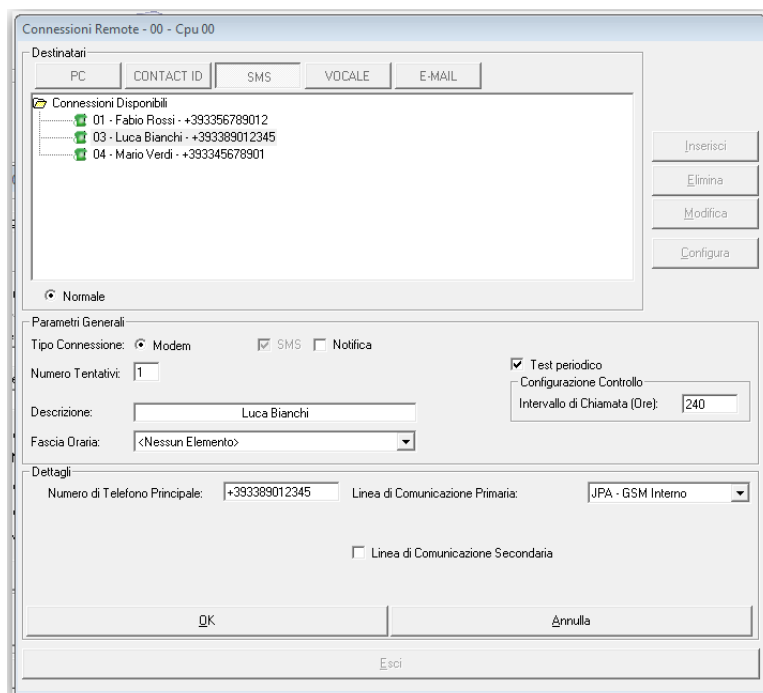 Connessioni Remote - 00 - Cpu 00
Destinatari
PC CONTACT ID SMS VOCALE E-MAIL
Connessioni Disponibili
01 - Fabio Rossi - +393356789012
03 - Luca Bianchi - +393389012345
04 - Mario Verdi - +393345678901
Inserisci
Elimina
Modifica
Configura
Normale
Parametri Generali
Tipo Connessione: Modem SMS Notifica
Numero Tentativi: 1
Test periodico
Configurazione Controllo
Intervallo di Chiamata (Ore): 240
Descrizione: Luca Bianchi
Fascia Oraria: <Nessun Elemento>
Dettagli
Numero di Telefono Principale: +393389012345 Linea di Comunicazione Primaria: JPA - GSM Interno
Linea di Comunicazione Secondaria
OK Annulla
Esci